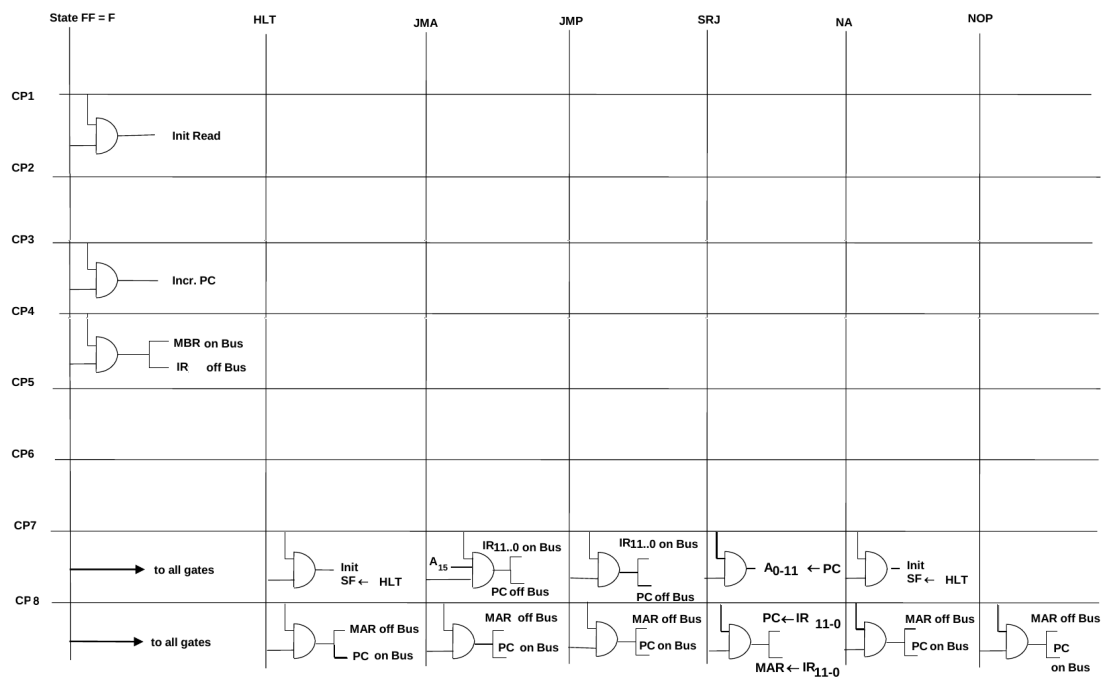 State FF = F
HLT
JMA
JMP
SRJ
NA
NOP
CP1
Init Read
CP2
CP3
Incr. PC
CP4
MBR on Bus
IR off Bus
CP5
CP6
CP7
to all gates
Init
SF ← HLT
IR11..0 on Bus
A15
PC off Bus
IR11..0 on Bus
PC off Bus
A0-11 ← PC
Init
SF ← HLT
CP 8
to all gates
MAR off Bus
PC on Bus
MAR off Bus
PC on Bus
MAR off Bus
PC on Bus
PC ← IR 11-0
MAR ← IR11-0
MAR off Bus
PC on Bus
MAR off Bus
PC
on Bus